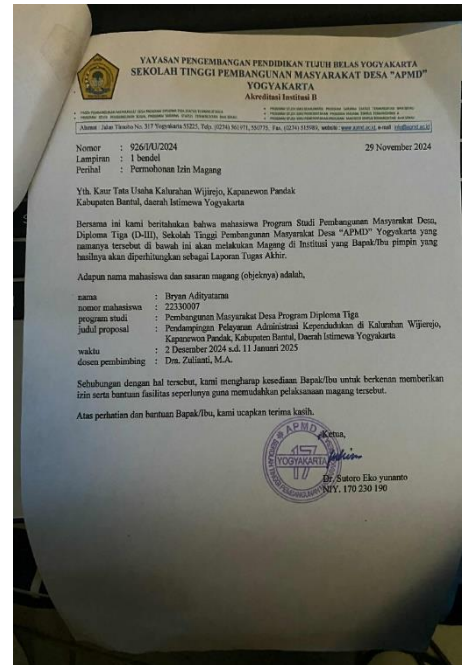 YAYASAN PENGEMBANGAN PENDIDIKAN TUJUH BELAS YOGYAKARTA
SEKOLAH TINGGI PEMBANGUNAN MASYARAKAT DESA "APMD"
YOGYAKARTA
Akreditasi Institusi B
Alamat : Jalan Timoho No. 317 Yogyakarta 55225, Telp. (0274) 561971, 550775, Fax. (0274) 515989, website : www.apmd.ac.id, e-mail info@apmd.ac.id
Nomor : 926/I/U/2024 29 November 2024
Lampiran : 1 bendel
Perihal : Permohonan Izin Magang
Yth. Kaur Tata Usaha Kalurahan Wijirejo, Kapanewon Pandak
Kabupaten Bantul, daerah Istimewa Yogyakarta
Bersama ini kami beritahukan bahwa mahasiswa Program Studi Pembangunan Masyarakat Desa,
Diploma Tiga (D-III), Sekolah Tinggi Pembangunan Masyarakat Desa "APMD" Yogyakarta yang
namanya tersebut di bawah ini akan melakukan Magang di Institusi yang Bapak/Ibu pimpin yang
hasilnya akan diperhitungkan sebagai Laporan Tugas Akhir.
Adapun nama mahasiswa dan sasaran magang (objeknya) adalah,
nama : Bryan Adityatama
nomor mahasiswa : 22330007
program studi : Pembangunan Masyarakat Desa Program Diploma Tiga
judul proposal : Pendampingan Pelayanan Administrasi Kependudukan di Kalurahan Wijierejo,
Kapanewon Pandak, Kabupaten Bantul, Daerah Istimewa Yogyakarta
waktu : 2 Desember 2024 s.d. 11 Januari 2025
dosen pembimbing : Dra. Zulianti, M.A.
Sehubungan dengan hal tersebut, kami mengharap kesediaan Bapak/Ibu untuk berkenan memberikan
izin serta bantuan fasilitas seperlunya guna memudahkan pelaksanaan magang tersebut.
Atas perhatian dan bantuan Bapak/Ibu, kami ucapkan terima kasih.
Ketua,
APMD
17
YOGYAKARTA
Dr. Sutoro Eko yunanto
NIY. 170 230 190